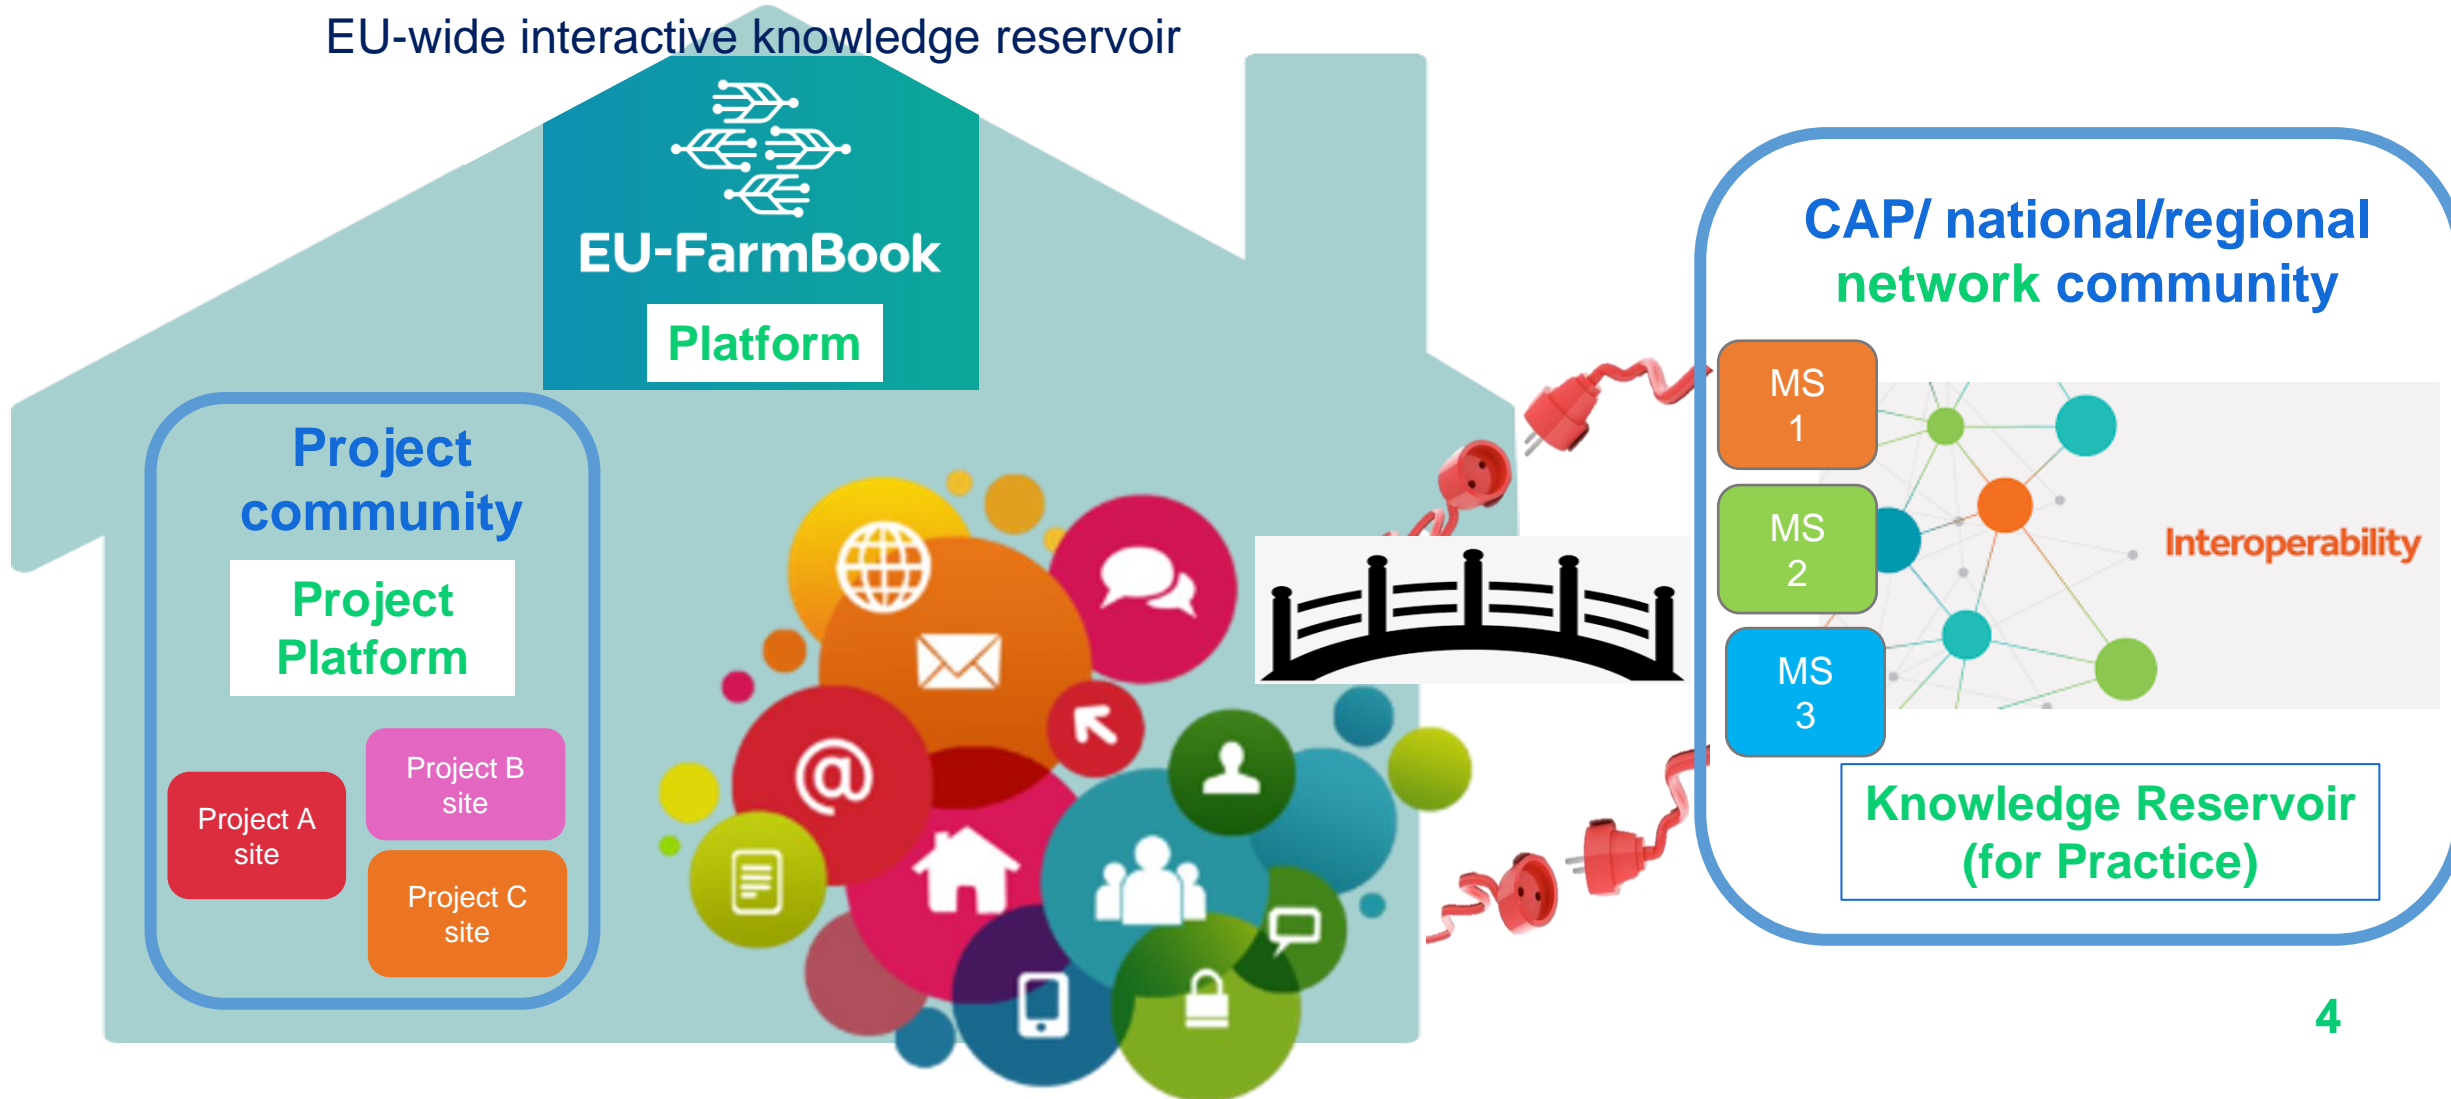 EU-wide interactive knowledge reservoir
EU-FarmBook
Platform
Project
community
Project
Platform
Project A
site
Project B
site
Project C
site
@
CAP/ national/regional
network community
MS
1
MS
2
MS
3
Interoperability
Knowledge Reservoir
(for Practice)
4